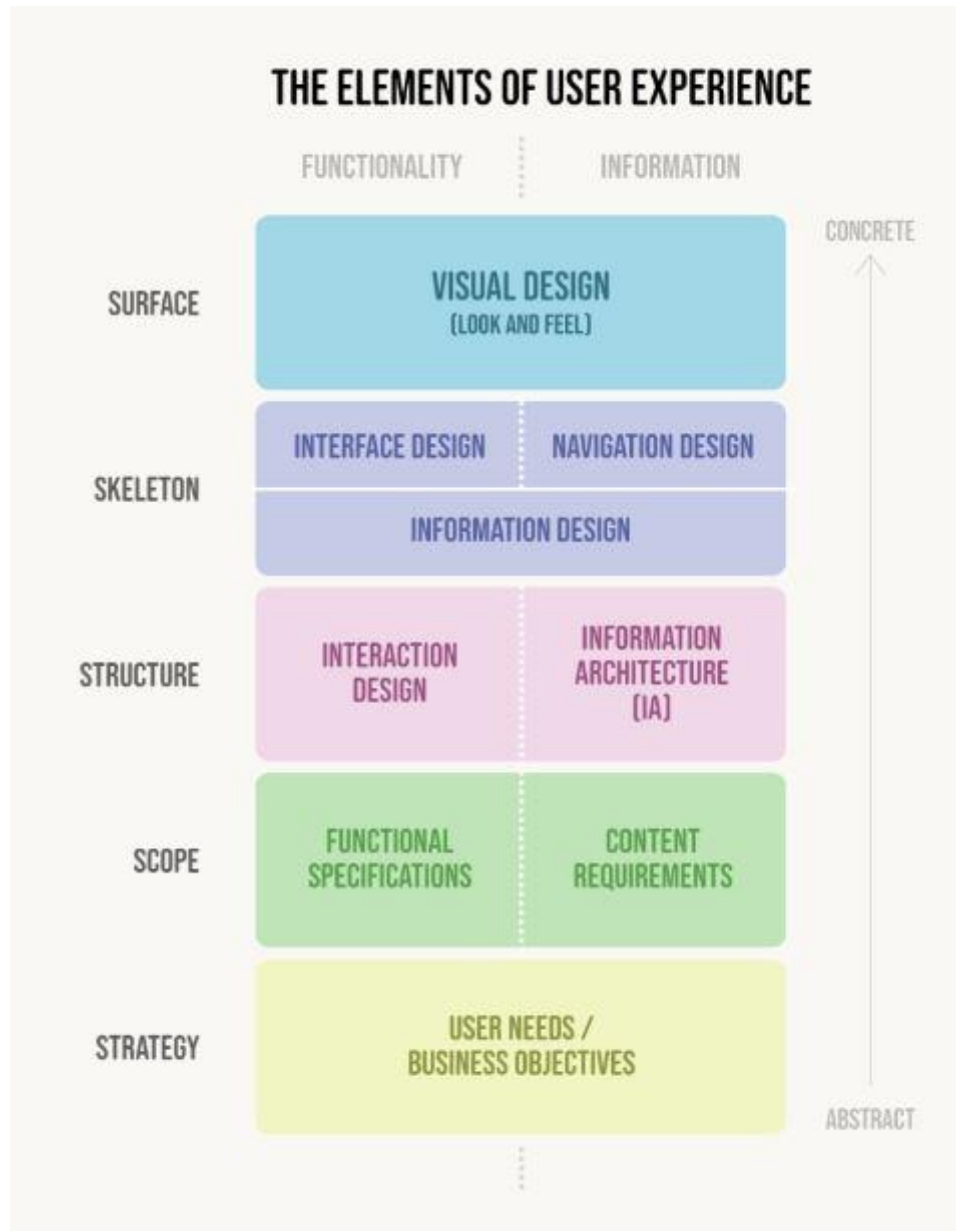 THE ELEMENTS OF USER EXPERIENCE
FUNCTIONALITY
INFORMATION
CONCRETE
SURFACE
VISUAL DESIGN
(LOOK AND FEEL)
SKELETON
INTERFACE DESIGN
NAVIGATION DESIGN
INFORMATION DESIGN
STRUCTURE
INTERACTION
DESIGN
INFORMATION
ARCHITECTURE
(IA)
SCOPE
FUNCTIONAL
SPECIFICATIONS
CONTENT
REQUIREMENTS
STRATEGY
USER NEEDS /
BUSINESS OBJECTIVES
ABSTRACT